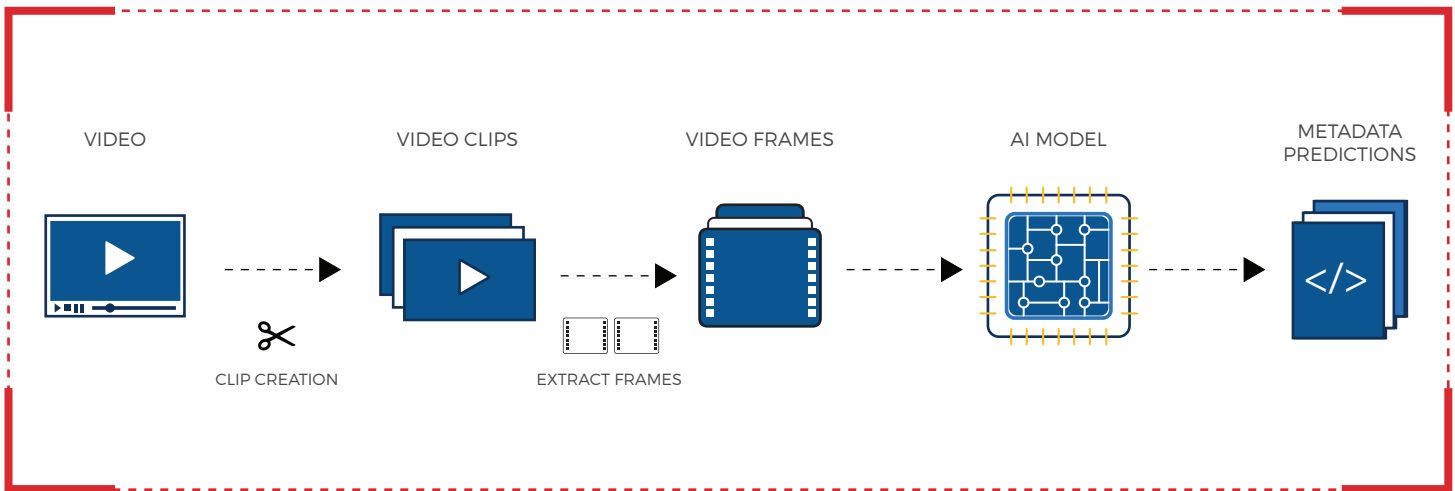 VIDEO
VIDEO CLIPS
VIDEO FRAMES
AI MODEL
METADATA
PREDICTIONS
</>
CLIP CREATION
EXTRACT FRAMES